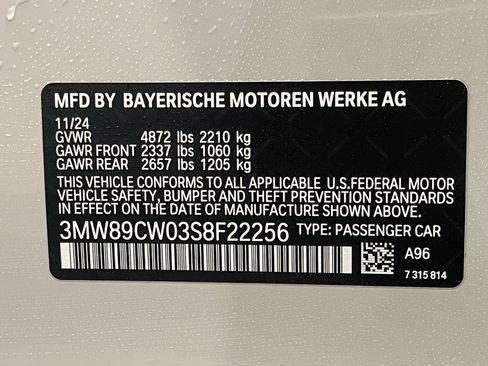 MFD BY BAYERISCHE MOTOREN WERKE AG
11/24
GVWR 4872 lbs 2210 kg
GAWR FRONT 2337 lbs 1060 kg
GAWR REAR 2657 lbs 1205 kg
THIS VEHICLE CONFORMS TO ALL APPLICABLE U.S.FEDERAL MOTOR
VEHICLE SAFETY, BUMPER AND THEFT PREVENTION STANDARDS
IN EFFECT ON THE DATE OF MANUFACTURE SHOWN ABOVE.
3MW89CW03S8F22256 TYPE: PASSENGER CAR
A96
7 315 814